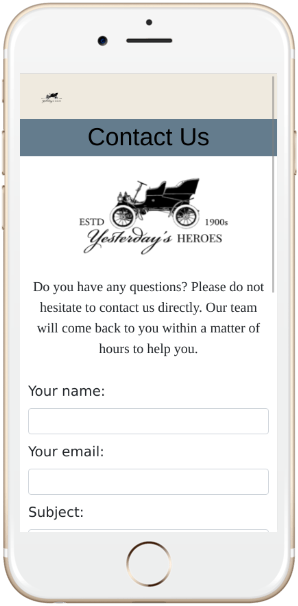 Contact Us
ESTD 1900s
Yesterday's HEROES
Do you have any questions? Please do not
hesitate to contact us directly. Our team
will come back to you within a matter of
hours to help you.
Your name:
Your email:
Subject: